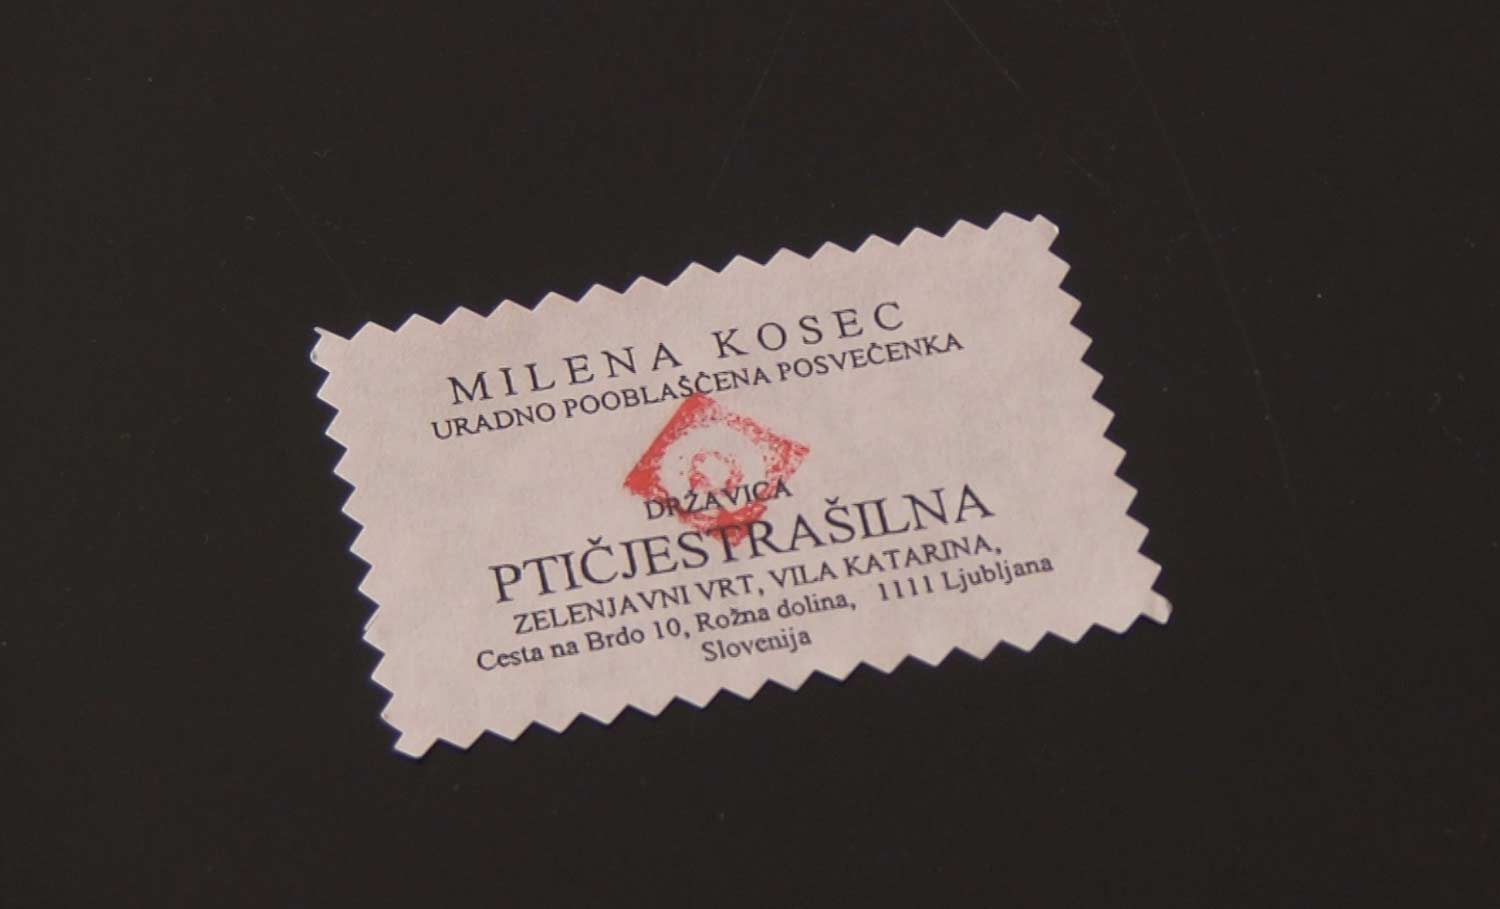 MILENA KOSEC
URADNO POOBLAŠČENA POSVEČENKA
DRŽAVICA
PTIČJESTRAŠILNA
ZELENJAVNI VRT, VILA KATARINA,
Cesta na Brdo 10, Rožna dolina, 1111 Ljubljana
Slovenija